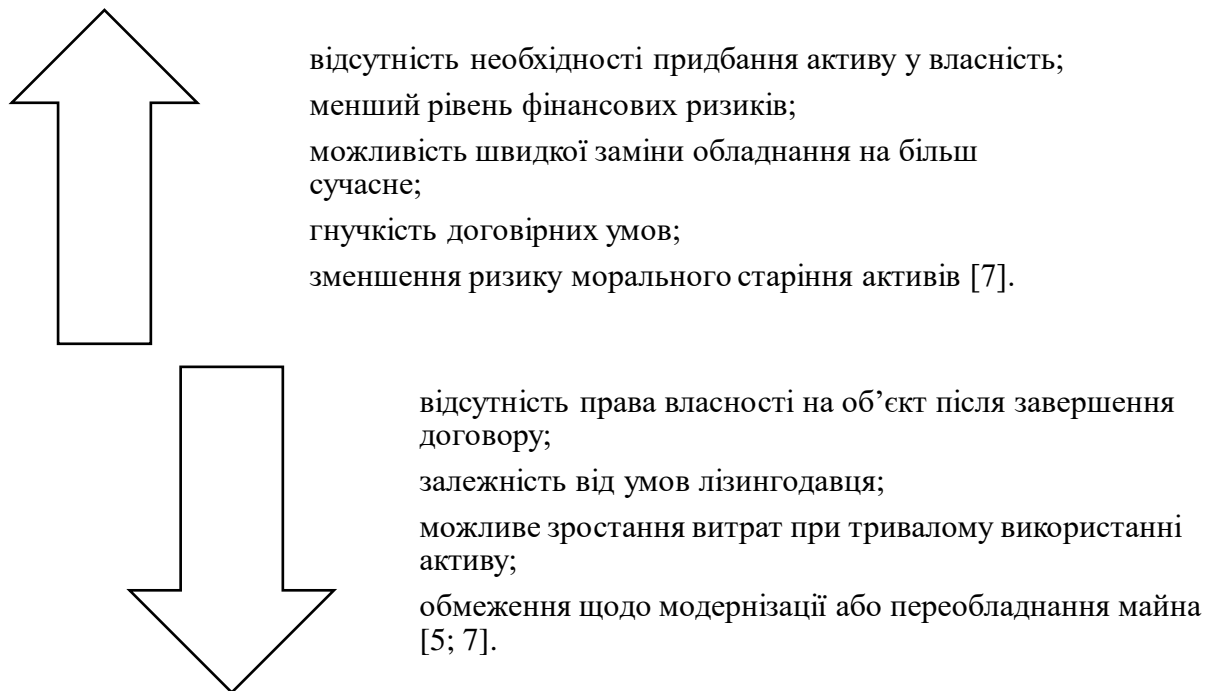 відсутність необхідності придбання активу у власність;
менший рівень фінансових ризиків;
можливість швидкої заміни обладнання на більш
сучасне;
гнучкість договірних умов;
зменшення ризику морального старіння активів [7].
відсутність права власності на об’єкт після завершення
договору;
залежність від умов лізингодавця;
можливе зростання витрат при тривалому використанні
активу;
обмеження щодо модернізації або переобладнання майна
[5; 7].